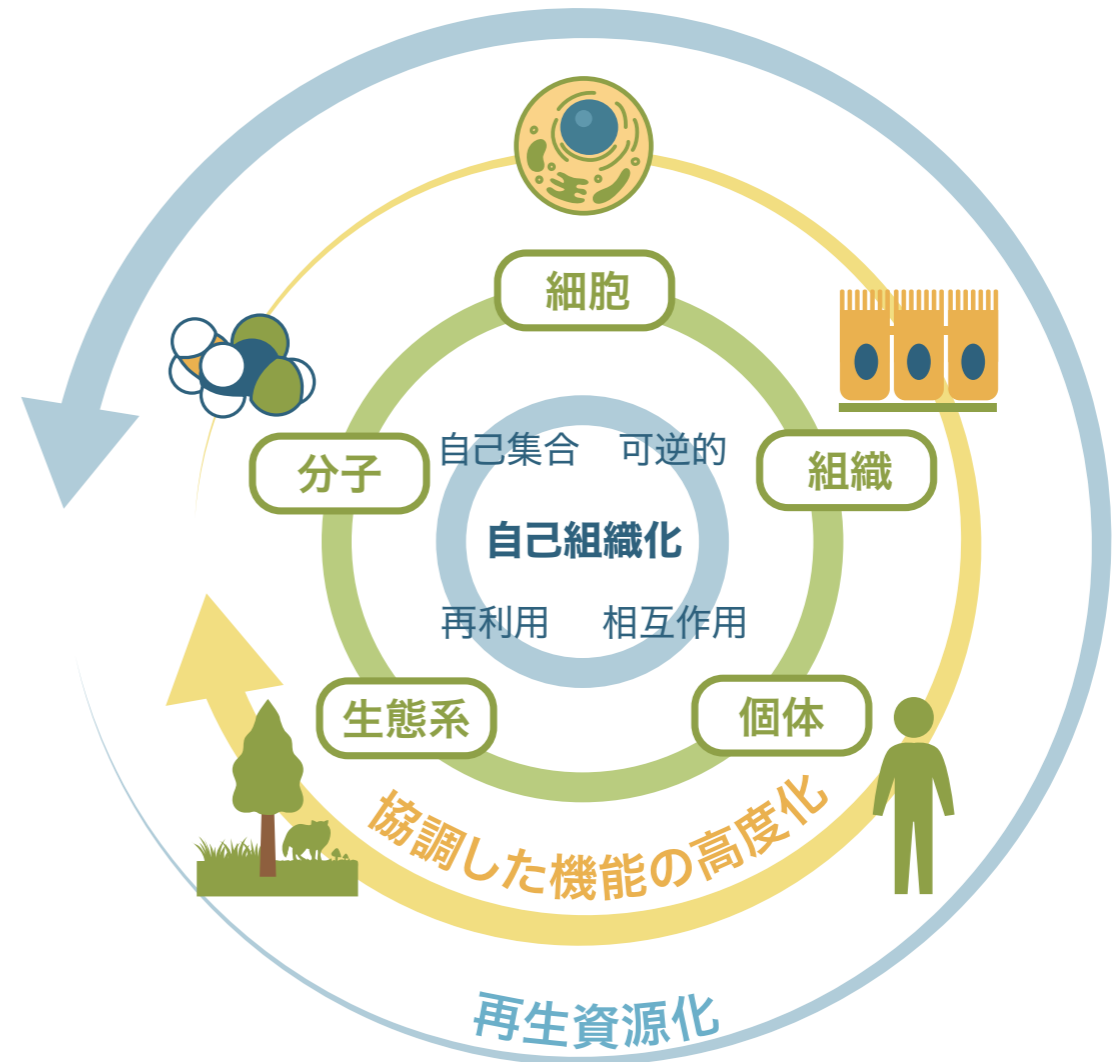 細胞
分子
組織
自己集合 可逆的
自己組織化
再利用 相互作用
生態系
個体
協調した機能の高度化
再生資源化